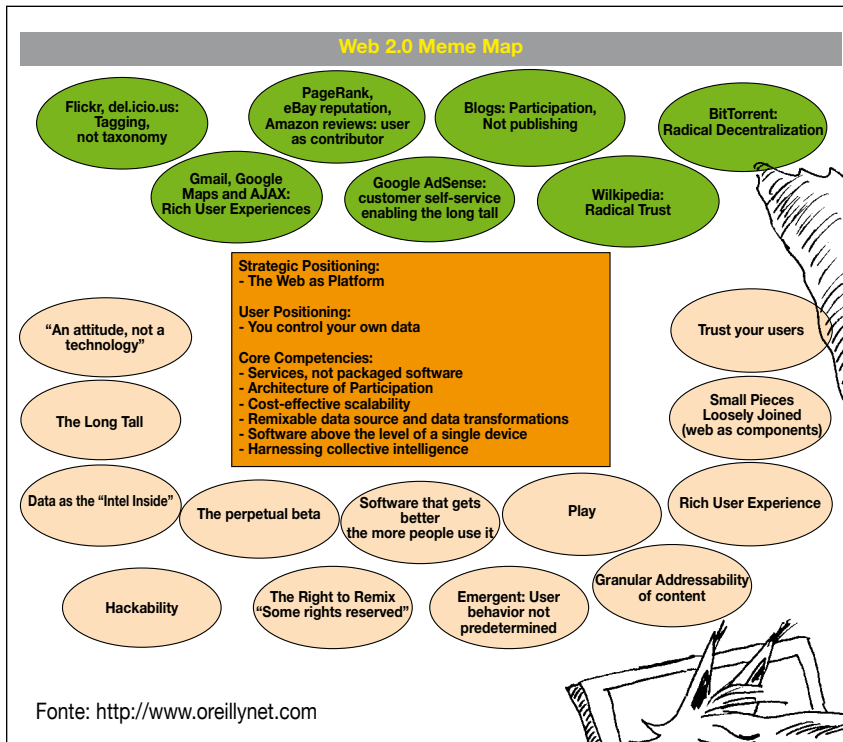 Web 2.0 Meme Map
Flickr, del.icio.us:
Tagging,
not taxonomy
PageRank,
eBay reputation,
Amazon reviews: user
as contributor
Blogs: Participation,
Not publishing
BitTorrent:
Radical Decentralization
Gmail, Google
Maps and AJAX:
Rich User Experiences
Google AdSense:
customer self-service
enabling the long tall
Wilkipedia:
Radical Trust
Strategic Positioning:
- The Web as Platform
User Positioning:
- You control your own data
Core Competencies:
- Services, not packaged software
- Architecture of Participation
- Cost-effective scalability
- Remixable data source and data transformations
- Software above the level of a single device
- Harnessing collective intelligence
“An attitude, not a
technology”
Trust your users
The Long Tall
Small Pieces
Loosely Joined
(web as components)
Data as the “Intel Inside”
The perpetual beta
Software that gets
better
the more people use it
Play
Rich User Experience
Hackability
The Right to Remix
“Some rights reserved”
Emergent: User
behavior not
predetermined
Granular Addressability
of content
Fonte: http://www.oreillynet.com